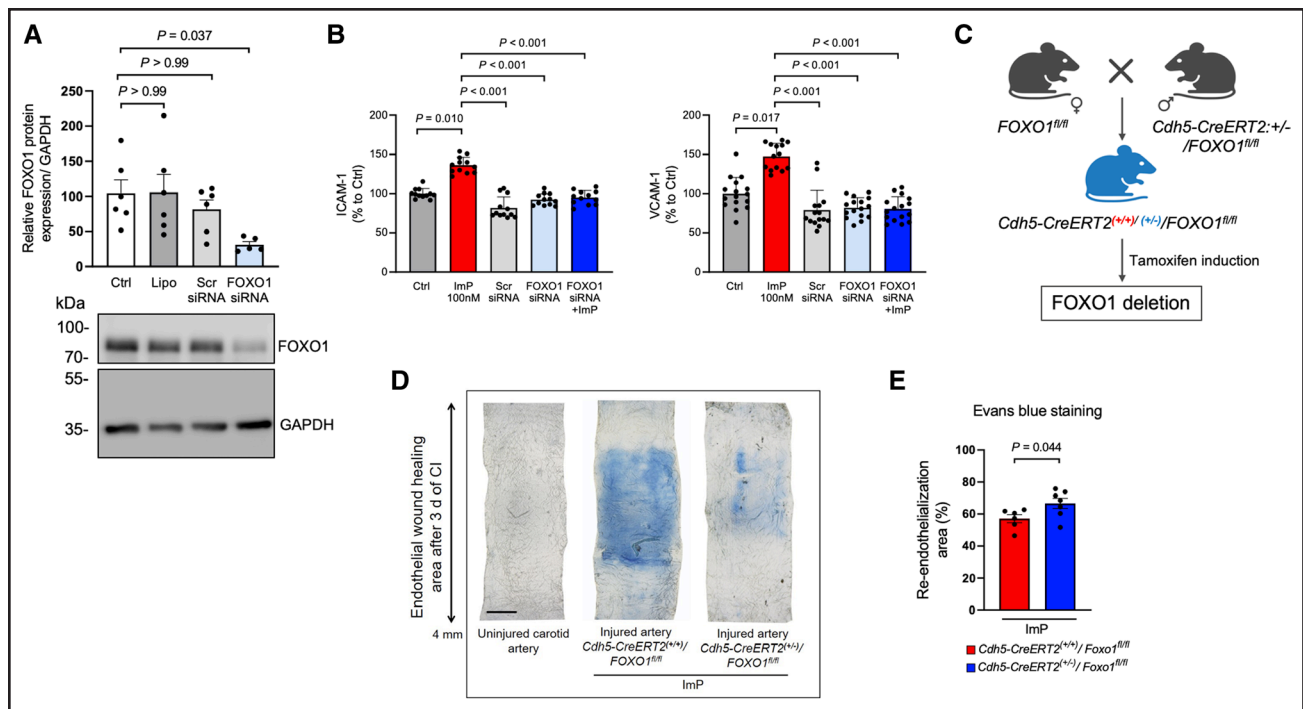 A
P = 0.037
P > 0.99
P > 0.99
Relative FOXO1 protein
expression/ GAPDH
250
200
150
100
50
0
Ctrl
Lipo
Scr
siRNA
FOXO1
siRNA
kDa
100-
70-
FOXO1
55-
35-
GAPDH
B
P < 0.001
P < 0.001
P < 0.001
P = 0.010
ICAM-1
(% to Ctrl)
200
150
100
50
0
Ctrl
ImP
100nM
Scr
siRNA
FOXO1
siRNA
FOXO1
siRNA
+ImP
P < 0.001
P < 0.001
P < 0.001
P = 0.017
VCAM-1
(% to Ctrl)
200
150
100
50
0
Ctrl
ImP
100nM
Scr
siRNA
FOXO1
siRNA
FOXO1
siRNA
+ImP
C
♀
♂
FOXO1fl/fl
Cdh5-CreERT2:+/-
/FOXO1fl/fl
Cdh5-CreERT2(+/+)/ (+/-)/FOXO1fl/fl
Tamoxifen induction
FOXO1 deletion
D
Endothelial wound healing
area after 3 d of CI
4 mm
Uninjured carotid
artery
Injured artery
Cdh5-CreERT2(+/+)/
FOXO1fl/fl
Injured artery
Cdh5-CreERT2(+/-)/
FOXO1fl/fl
ImP
E
Evans blue staining
P = 0.044
Re-endothelialization
area (%)
100
80
60
40
20
0
ImP
Cdh5-CreERT2(+/+)/ Foxo1fl/fl
Cdh5-CreERT2(+/-)/ Foxo1fl/fl